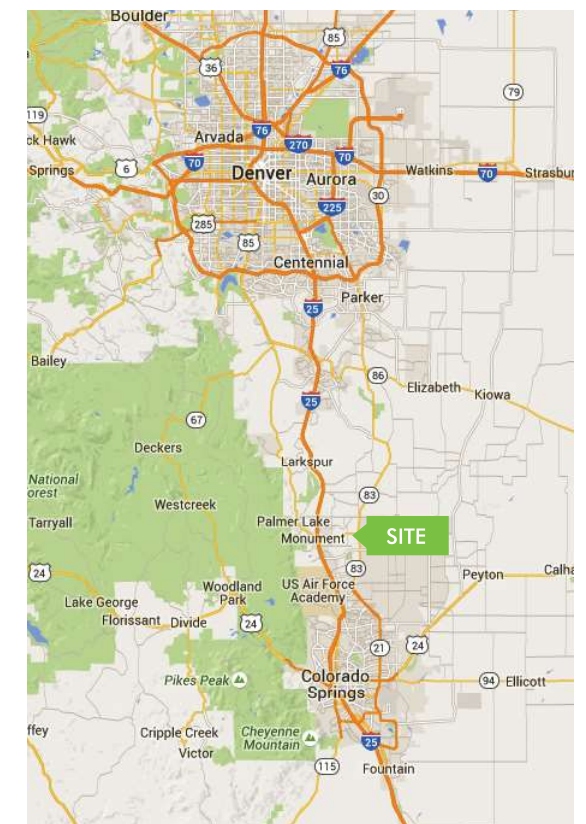 Boulder
85
36
76
79
119
Arvada
76
ck Hawk
270
70
70
Springs
6
Denver
Aurora
Watkins
70
Strasbur
30
225
285
85
Centennial
Parker
25
Bailey
86
Elizabeth
Kiowa
25
67
Deckers
Larkspur
National
orest
83
Westcreek
Palmer Lake
Tarryall
Monument
SITE
83
24
US Air Force
Academy
Peyton
Calha
Woodland
Park
Lake George
Florissant
Divide
24
21
24
Colorado
Springs
Pikes Peak
94
Ellicott
ffey
Cripple Creek
Cheyenne
Mountain
Victor
25
115
Fountain